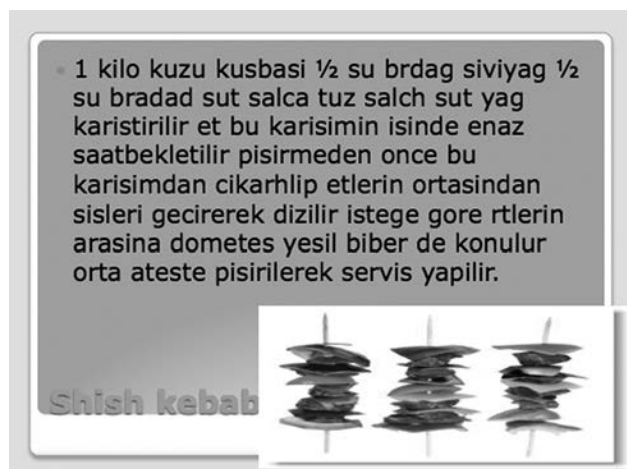 1 kilo kuzu kusbasi ½ su brdag siviyag ½
su bradad sut salca tuz salch sut yag
karistirilir et bu karisimin isinde enaz
saatbekletilir pisirmeden once bu
karisimdan cikarhlip etlerin ortasindan
sisleri gecirerek dizilir istege gore rtlerin
arasina dometes yesil biber de konulur
orta ateste pisirilerek servis yapilir.
Shish kebab